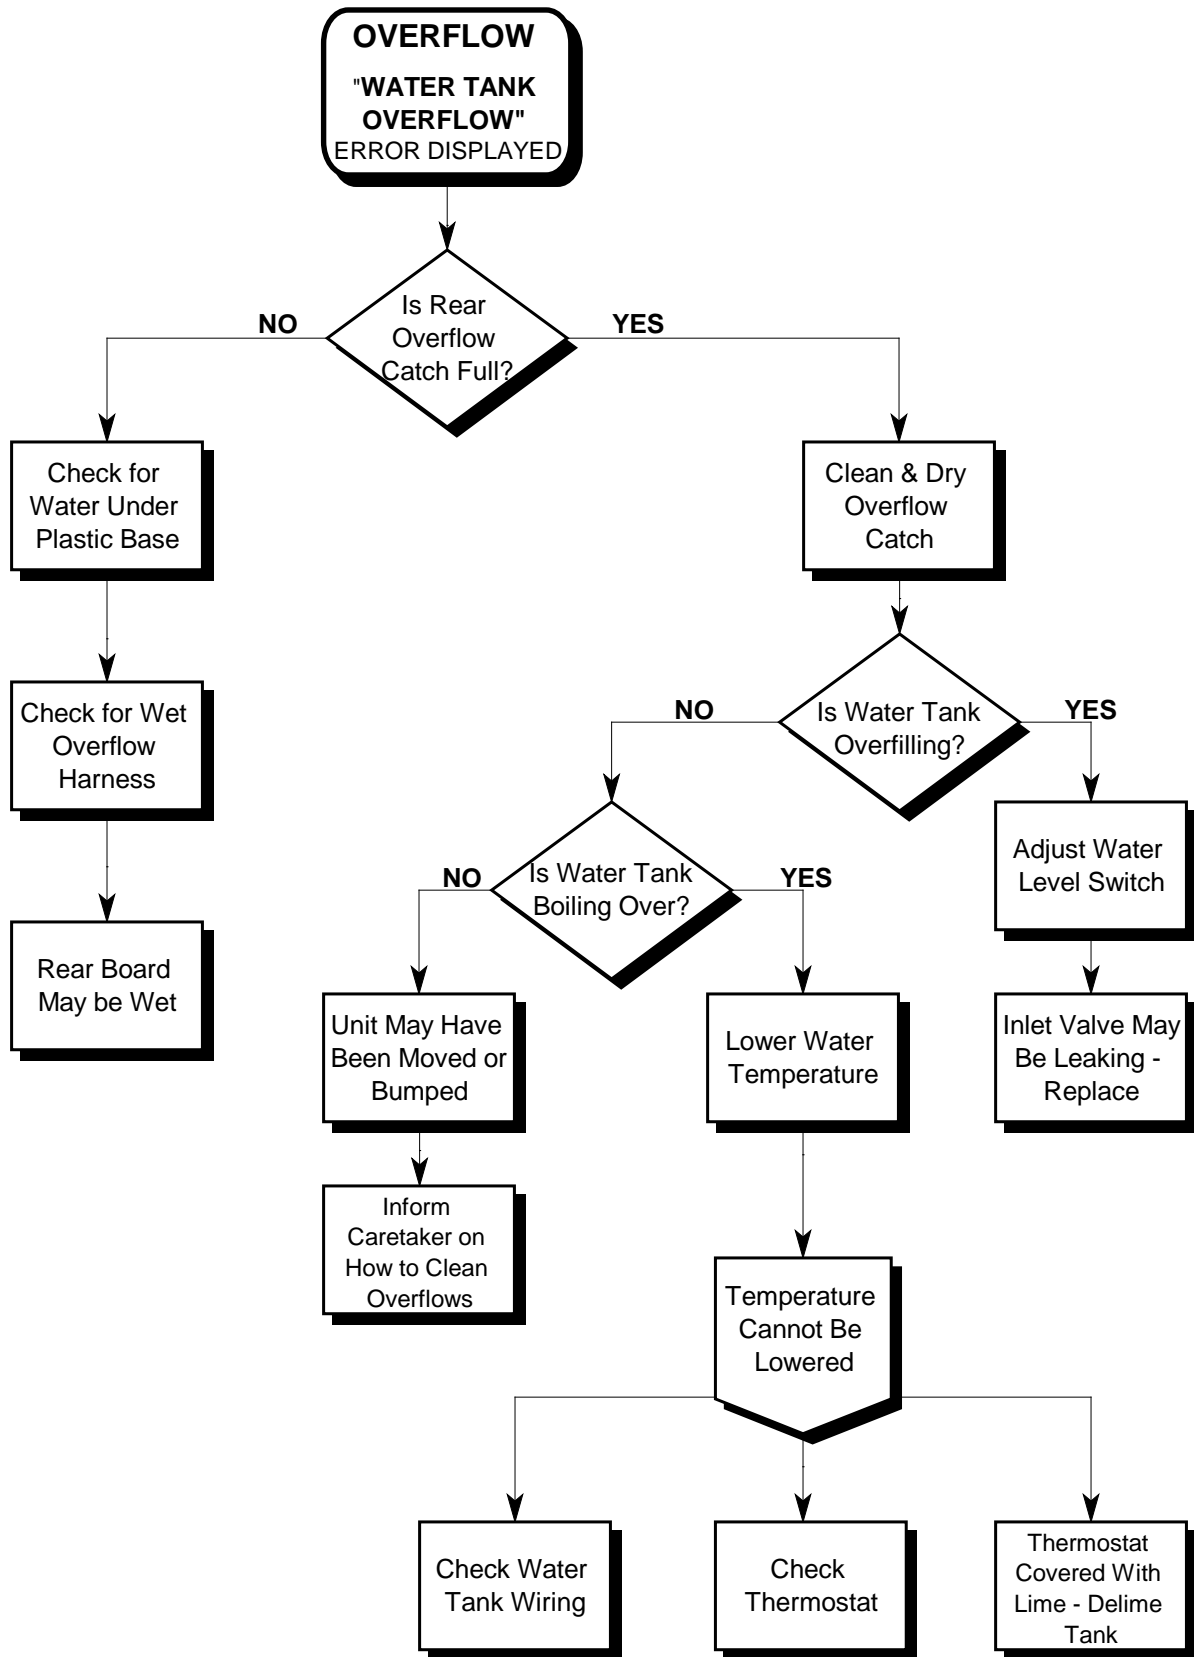 OVERFLOW
"WATER TANK
OVERFLOW"
ERROR DISPLAYED
Is Rear
Overflow
Catch Full?
NO
YES
Check for
Water Under
Plastic Base
Clean & Dry
Overflow
Catch
Check for Wet
Overflow
Harness
Is Water Tank
Overfilling?
NO
YES
Rear Board
May be Wet
Is Water Tank
Boiling Over?
NO
YES
Adjust Water
Level Switch
Unit May Have
Been Moved or
Bumped
Lower Water
Temperature
Inlet Valve May
Be Leaking -
Replace
Inform
Caretaker on
How to Clean
Overflows
Temperature
Cannot Be
Lowered
Check Water
Tank Wiring
Check
Thermostat
Thermostat
Covered With
Lime - Delime
Tank